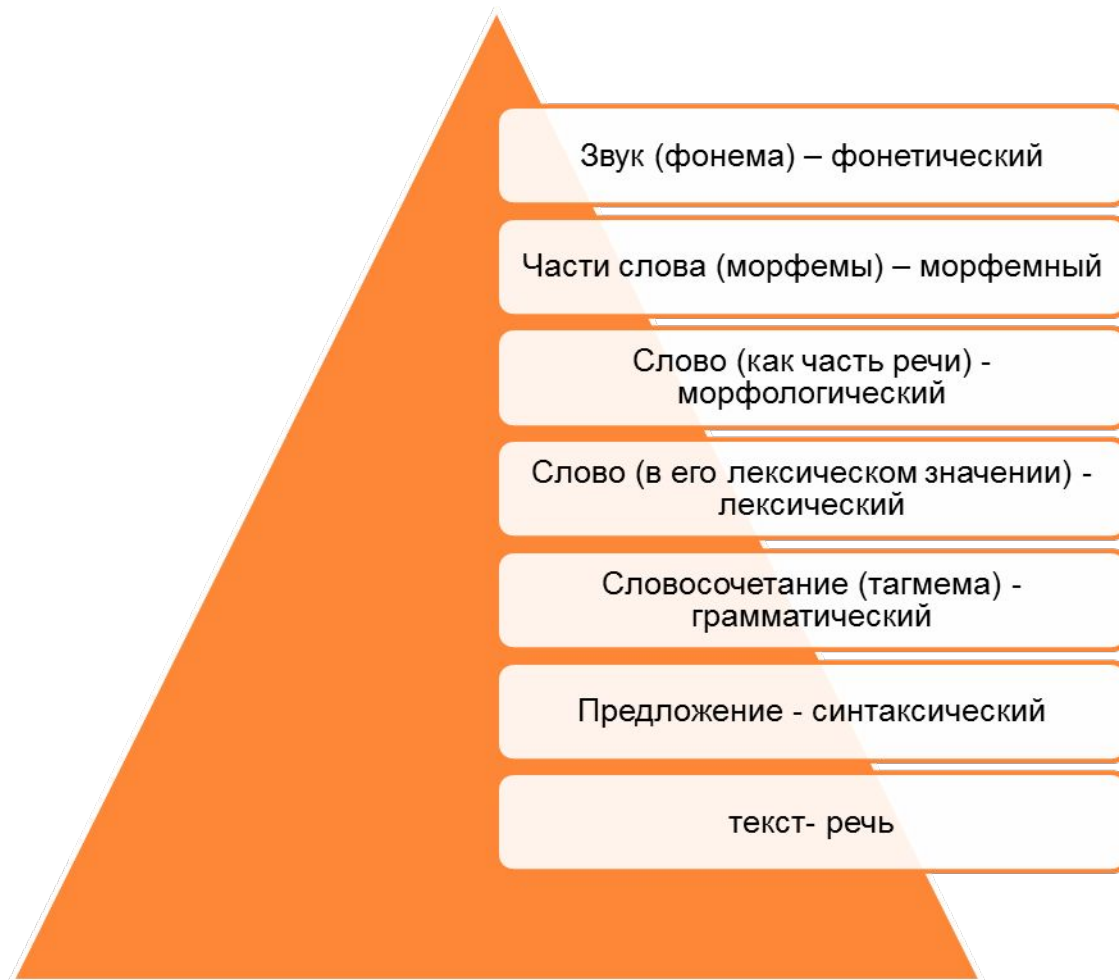 Звук (фонема) – фонетический
Части слова (морфемы) – морфемный
Слово (как часть речи) -
морфологический
Слово (в его лексическом значении) -
лексический
Словосочетание (тагмема) -
грамматический
Предложение - синтаксический
текст- речь